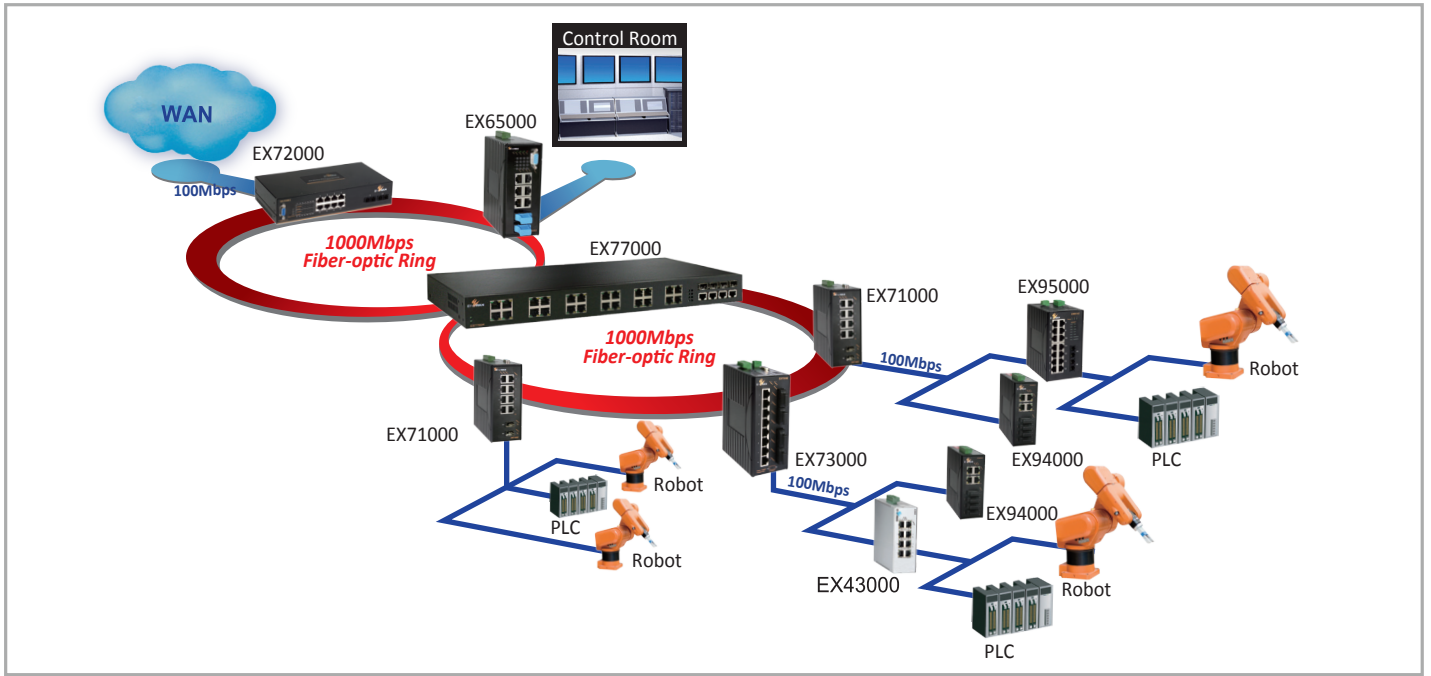 Control Room
WAN
EX65000
EX72000
100Mbps
1000Mbps
Fiber-optic Ring
EX77000
EX71000
EX95000
1000Mbps
Fiber-optic Ring
100Mbps
Robot
EX71000
EX73000
EX94000
PLC
100Mbps
Robot
EX94000
PLC
Robot
EX43000
Robot
PLC